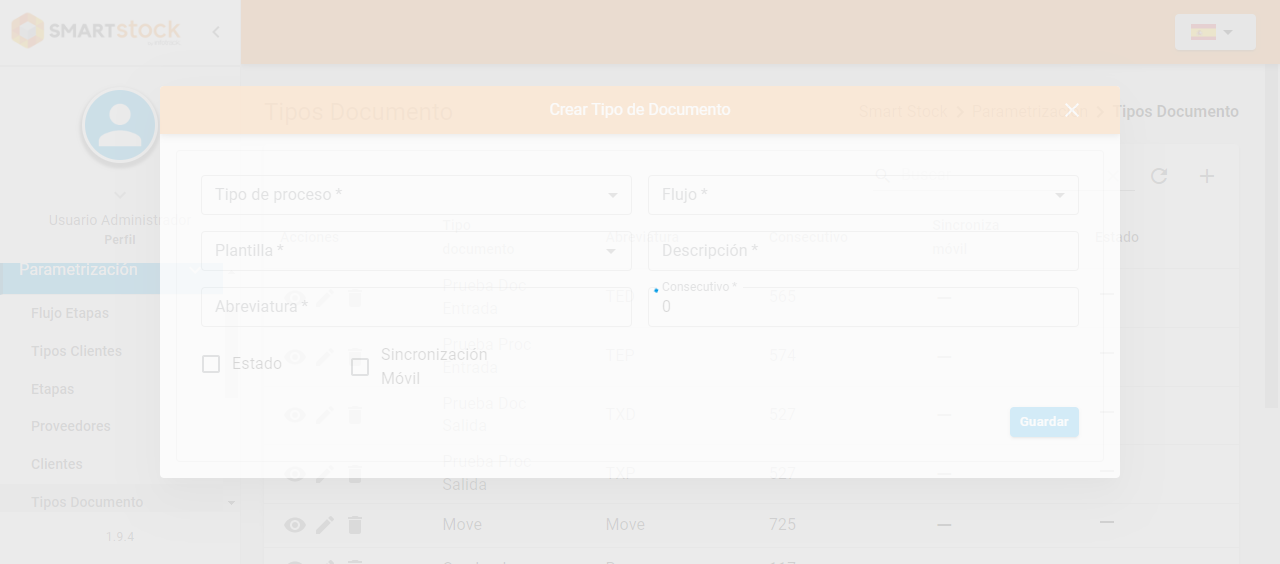 SMARTstock
Tipos Documento
Crear Tipo de Documento
Smart Stock > Parametrización > Tipos Documento
Tipo de proceso *
Flujo *
Usuario Administrador
Perfil
Acciones
Tipo
documento
Abreviatura
Consecutivo
Sincroniza
móvil
Estado
Plantilla *
Descripción *
Parametrización
Abreviatura *
Consecutivo *
0
Prueba Doc
Entrada
TED
565
Flujo Etapas
Tipos Clientes
Estado
Sincronización
Móvil
Prueba Proc
Entrada
TEP
574
Etapas
Proveedores
Prueba Doc
Salida
TXD
527
Guardar
Clientes
Prueba Proc
Salida
TXP
527
Tipos Documento
Move
Move
725
1.9.4